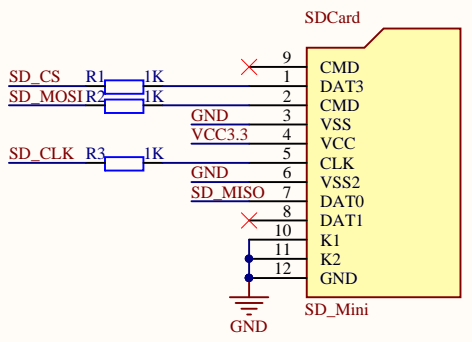 SDCard
9 CMD
SD_CS R1 1K 1 DAT3
SD_MOSI R2 1K 2 CMD
GND 3 VSS
VCC3.3 4 VCC
SD_CLK R3 1K 5 CLK
GND 6 VSS2
SD_MISO 7 DAT0
8 DAT1
10 K1
11 K2
12 GND
SD_Mini
GND